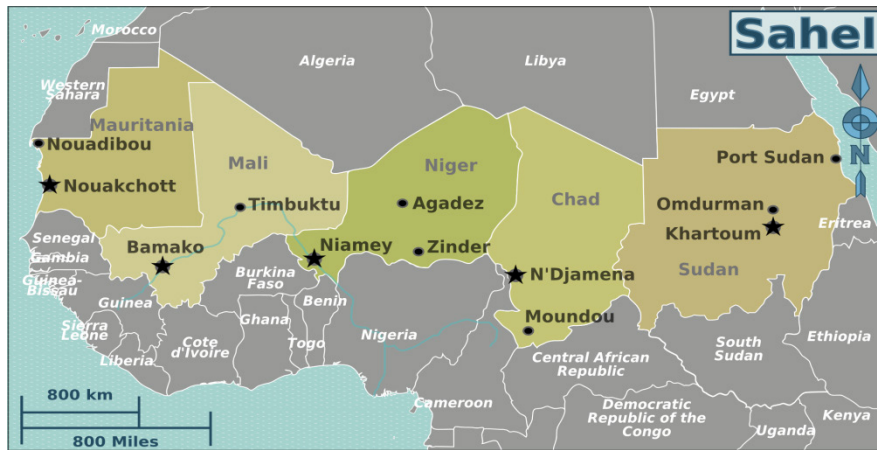 Sahel
Morocco
Algeria
Libya
Egypt
Western
Sahara
Mauritania
Nouadibou
Nouakchott
Mali
Timbuktu
Bamako
Niger
Agadez
Niamey
Zinder
Chad
N'Djamena
Moundou
Port Sudan
Omdurman
Khartoum
Sudan
N
Eritrea
Senegal
Gambia
Guinea-
Bissau
Guinea
Sierra
Leone
Liberia
Cote
d'Ivoire
Burkina
Faso
Ghana
Togo
Benin
Nigeria
Cameroon
Central African
Republic
South
Sudan
Ethiopia
Democratic
Republic of the
Congo
Uganda
Kenya
800 km
800 Miles